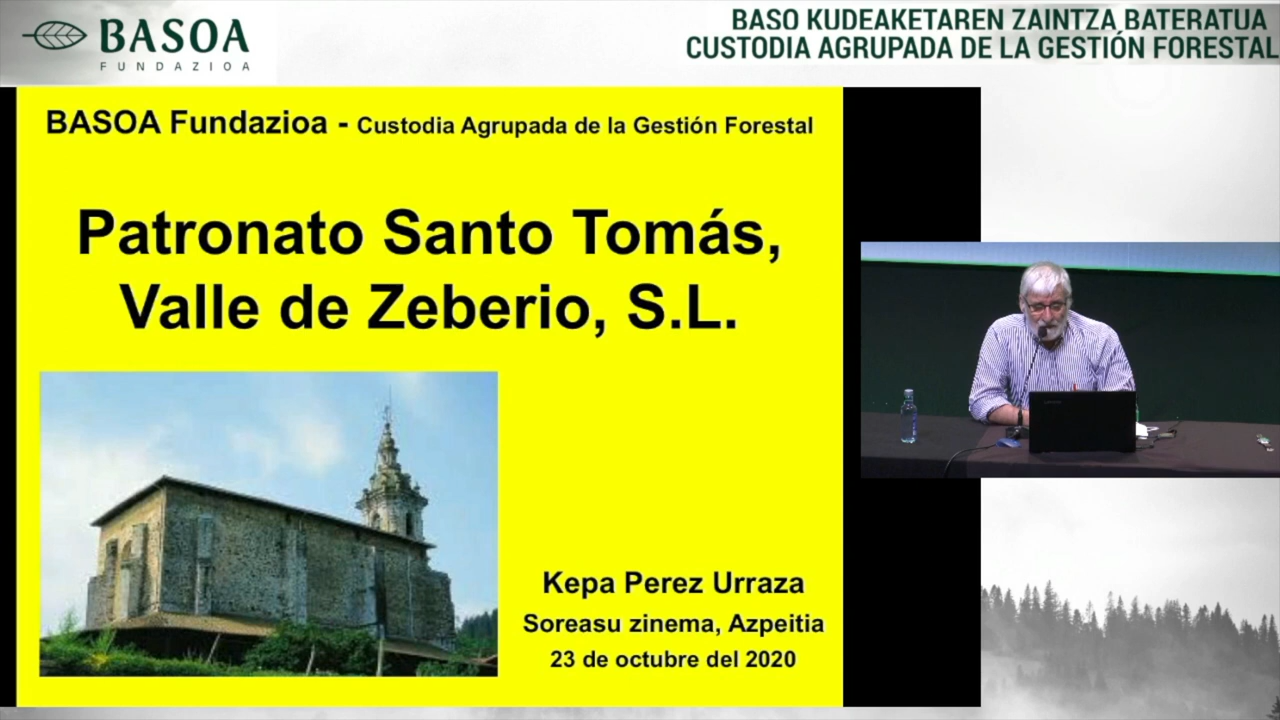 BASOA
FUNDAZIOA
BASO KUDEAKETAREN ZAINTZA BATERATUA
CUSTODIA AGRUPADA DE LA GESTIÓN FORESTAL
BASOA Fundazioa - Custodia Agrupada de la Gestión Forestal
Patronato Santo Tomás,
Valle de Zeberio, S.L.
Kepa Perez Urraza
Soreasu zinema, Azpeitia
23 de octubre del 2020